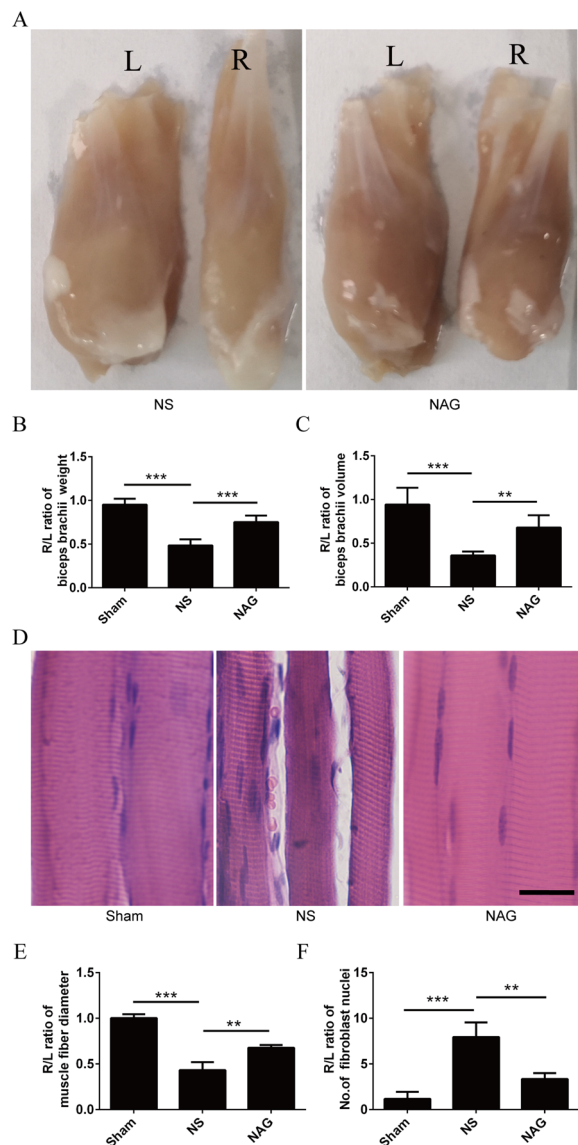 A
L R L R
NS NAG
B
R/L ratio of
biceps brachii weight
1.5
1.0
0.5
0.0
***
***
Sham NS NAG
C
R/L ratio of
biceps brachii volume
1.5
1.0
0.5
0.0
***
**
Sham NS NAG
D
Sham NS NAG
E
R/L ratio of
muscle fiber diameter
1.5
1.0
0.5
0.0
***
**
Sham NS NAG
F
R/L ratio of
No.of fibroblast nuclei
15
10
5
0
***
**
Sham NS NAG